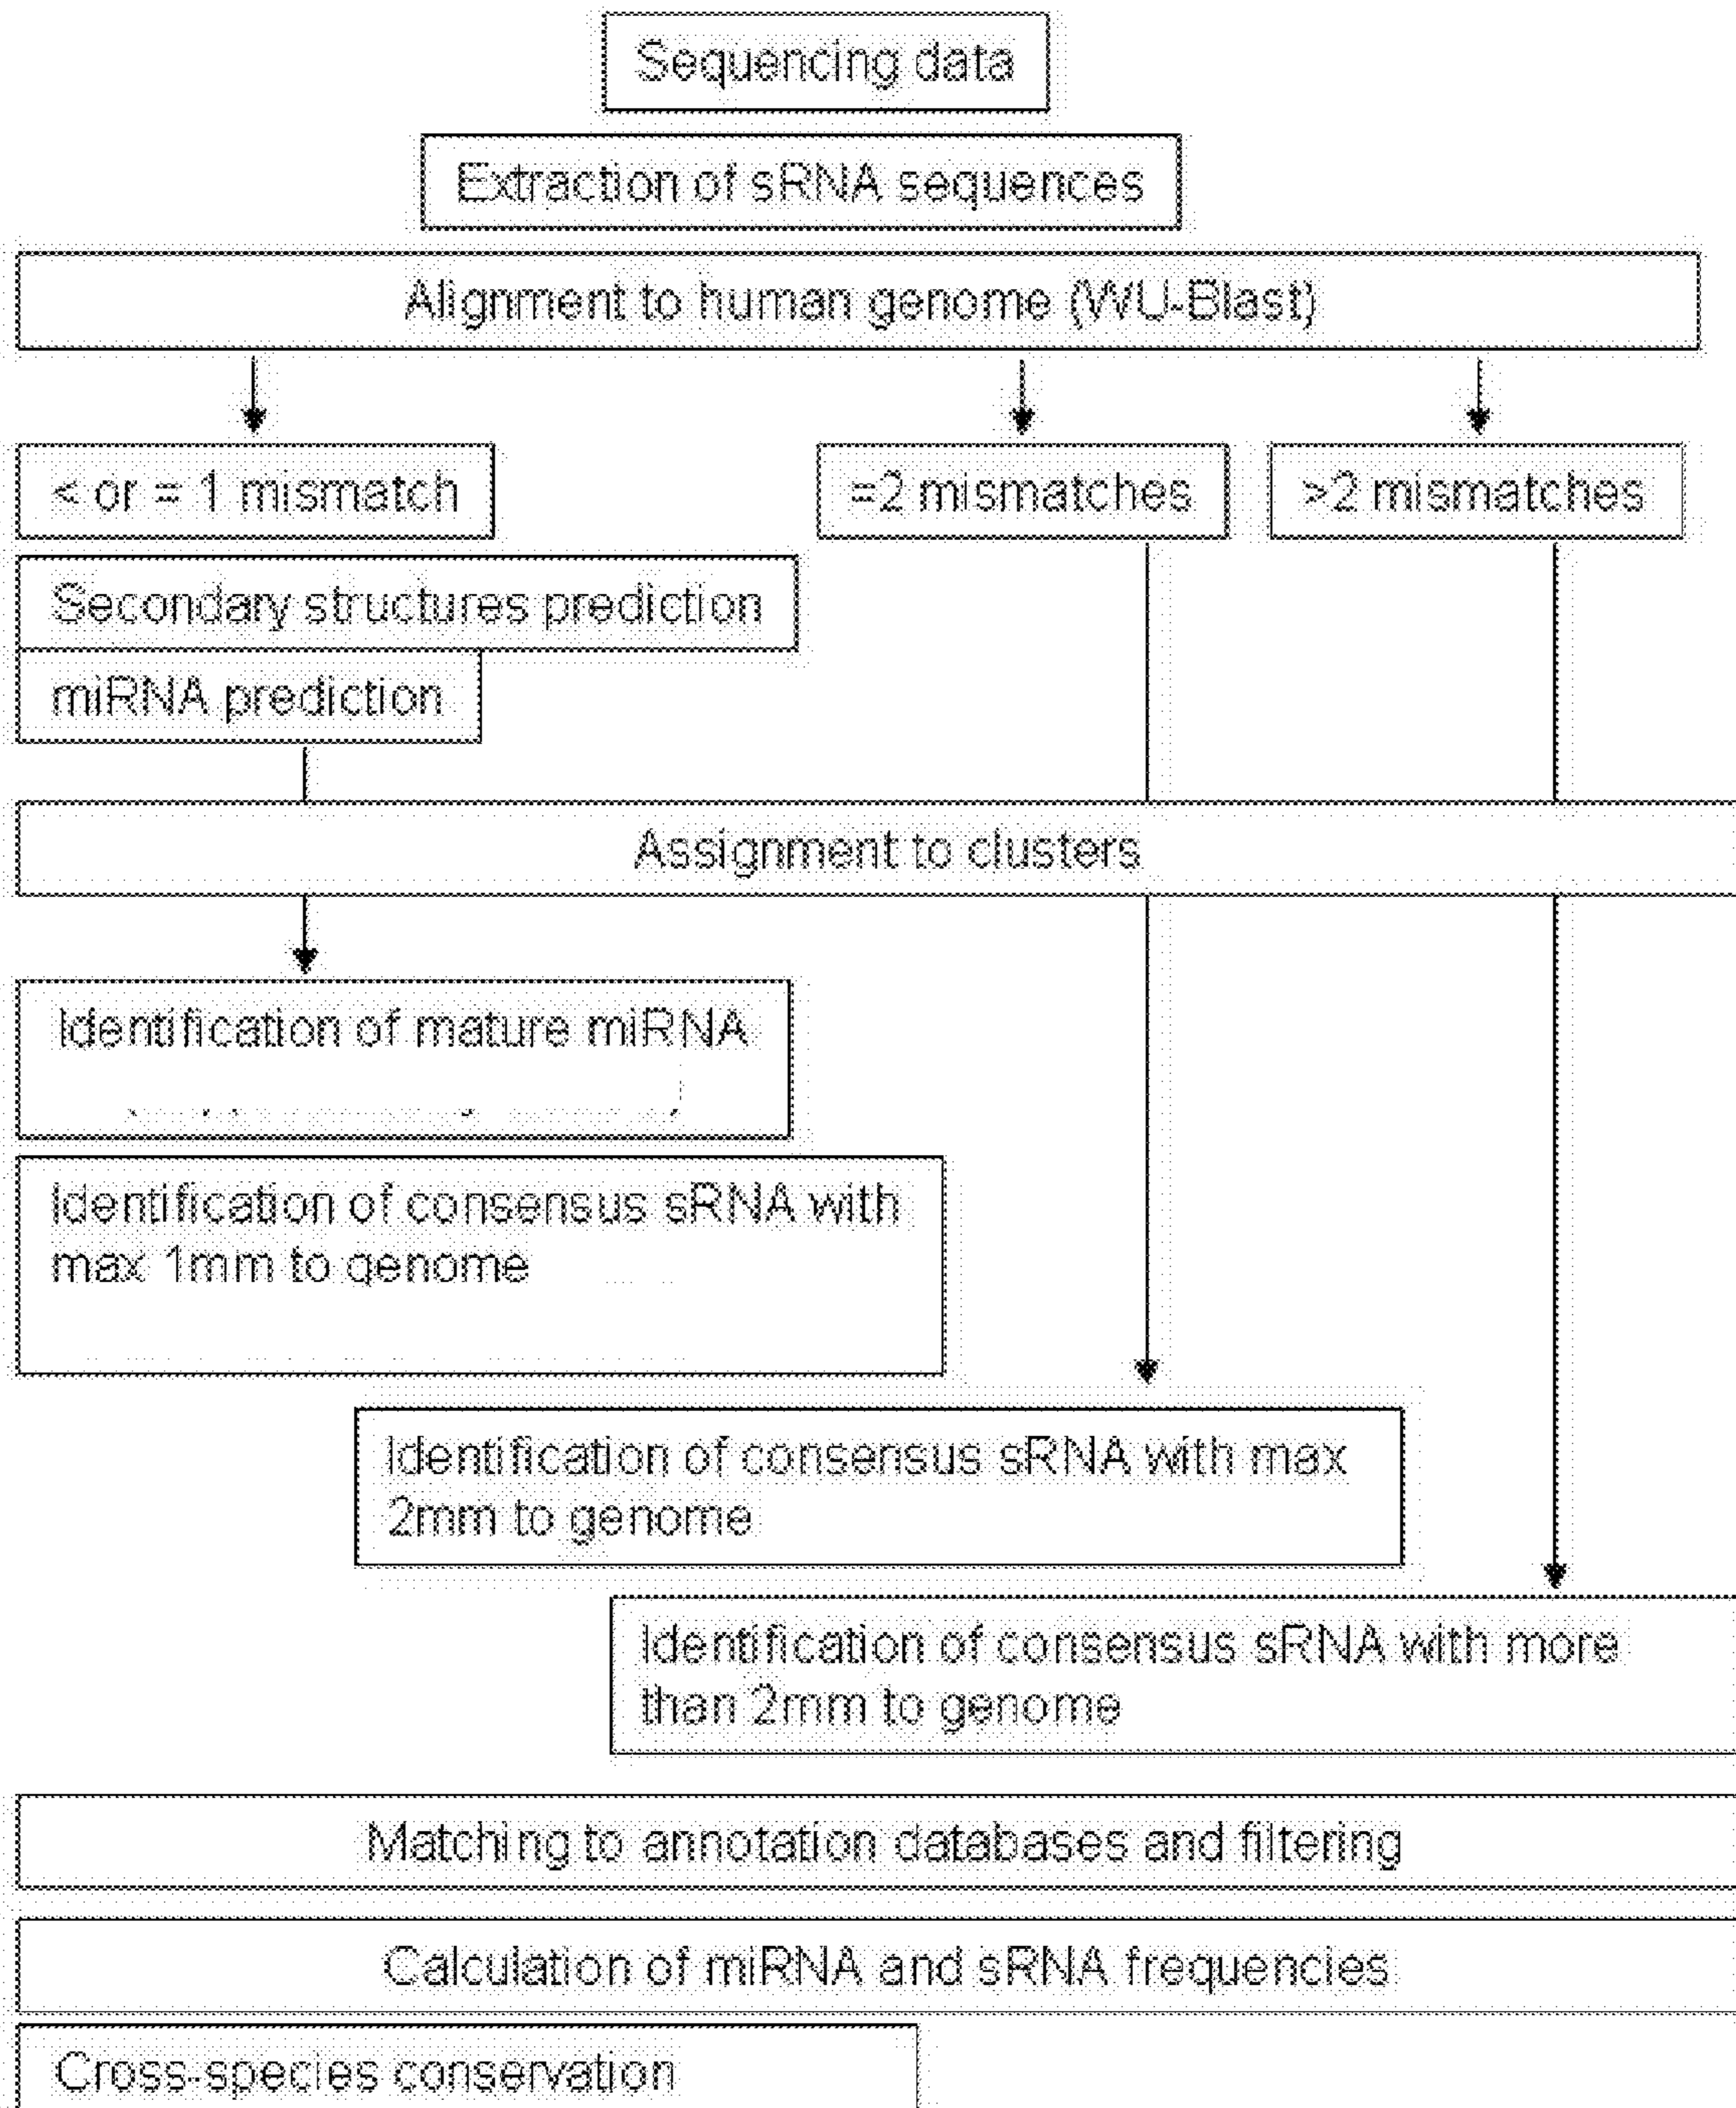 Sequencing data
Extraction of sRNA sequences
Alignment to human genome (WU-Blast)
< or = 1 mismatch
=2 mismatches
>2 mismatches
Secondary structures prediction
miRNA prediction
Assignment to clusters
Identification of mature miRNA
Identification of consensus sRNA with
max 1mm to genome
Identification of consensus sRNA with max
2mm to genome
Identification of consensus sRNA with more
than 2mm to genome
Matching to annotation databases and filtering
Calculation of miRNA and sRNA frequencies
Cross-species conservation